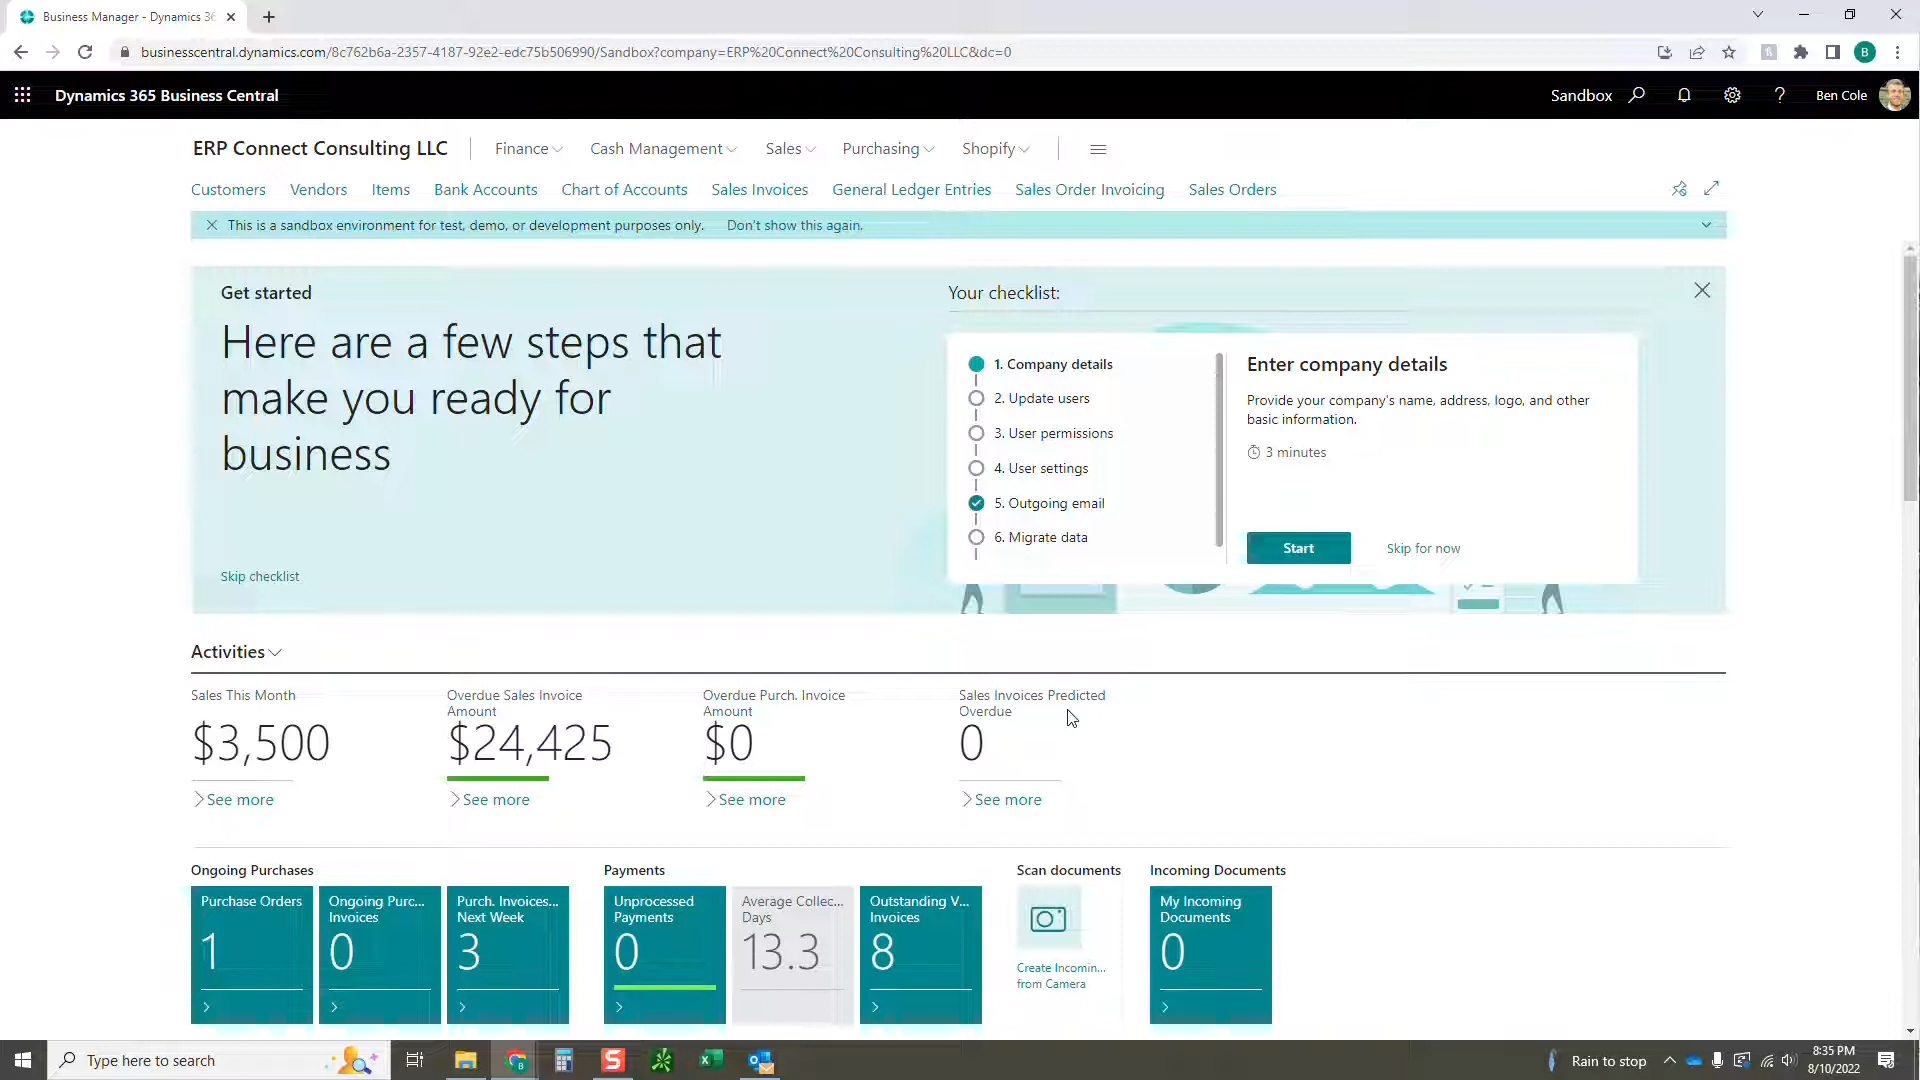 Business Manager - Dynamics 36
businesscentral.dynamics.com/8c762b6a-2357-4187-92e2-edc75b506990/Sandbox?company=ERP%20Connect%20Consulting%20LLC&dc=0
B
Dynamics 365 Business Central
Sandbox
?
Ben Cole
ERP Connect Consulting LLC
Finance
Cash Management
Sales
Purchasing
Shopify
Customers
Vendors
Items
Bank Accounts
Chart of Accounts
Sales Invoices
General Ledger Entries
Sales Order Invoicing
Sales Orders
This is a sandbox environment for test, demo, or development purposes only.
Don't show this again.
Get started
Here are a few steps that
make you ready for
business
Skip checklist
Your checklist:
1. Company details
2. Update users
3. User permissions
4. User settings
5. Outgoing email
6. Migrate data
Enter company details
Provide your company's name, address, logo, and other
basic information.
3 minutes
Start
Skip for now
Activities
Sales This Month
$3,500
See more
Overdue Sales Invoice
Amount
$24,425
See more
Overdue Purch. Invoice
Amount
$0
See more
Sales Invoices Predicted
Overdue
0
See more
Ongoing Purchases
Purchase Orders
1
Ongoing Purc...
Invoices
0
Purch. Invoices...
Next Week
3
Payments
Unprocessed
Payments
0
Average Collec...
Days
13.3
Outstanding V...
Invoices
8
Scan documents
Create Incomin...
from Camera
Incoming Documents
My Incoming
Documents
0
Type here to search
Rain to stop
8:35 PM
8/10/2022